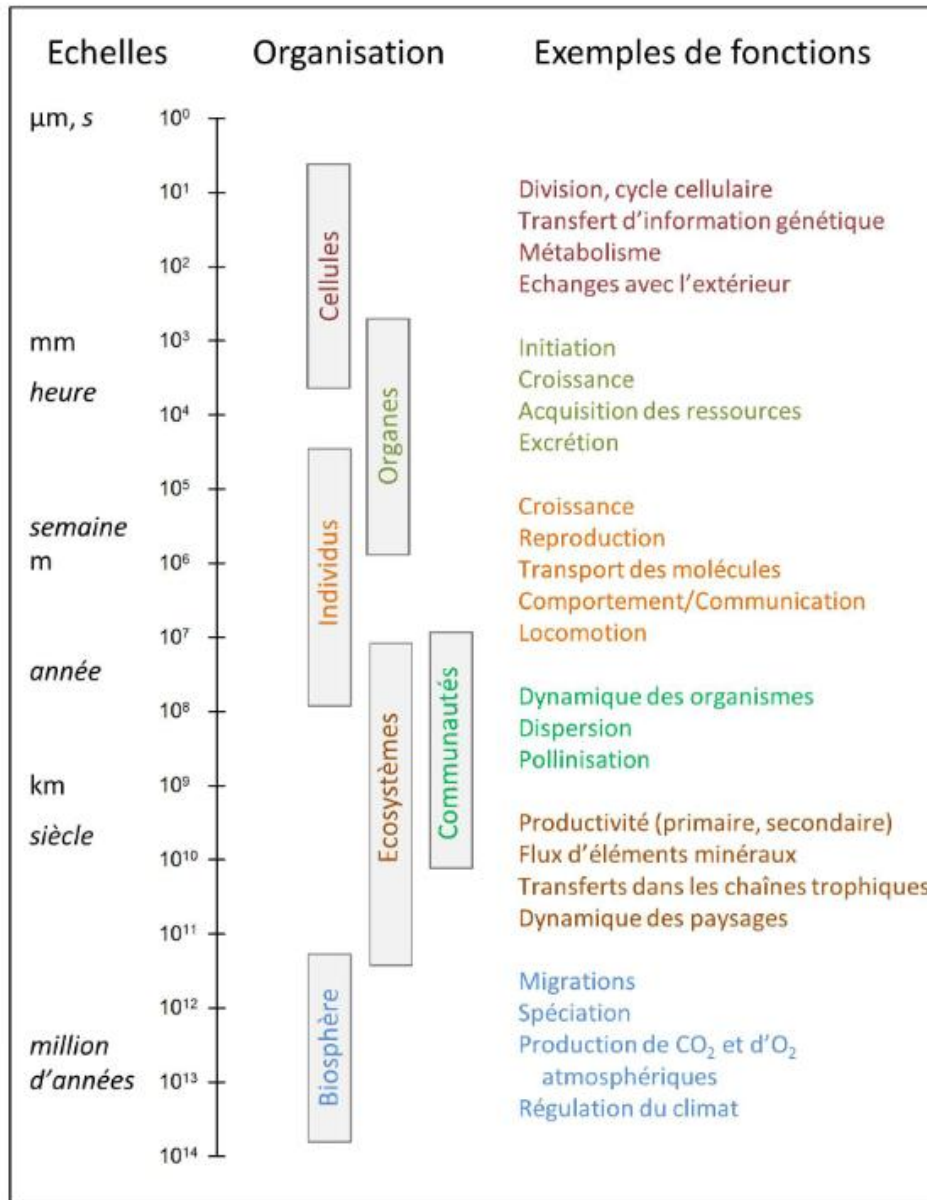 Echelles Organisation Exemples de fonctions
µm, s 10⁰
10¹ Division, cycle cellulaire
Transfert d'information génétique
Métabolisme
10²
Echanges avec l'extérieur
Cellules
mm 10³ Initiation
Croissance
heure
10⁴ Acquisition des ressources
Excrétion
Organes
10⁵ Croissance
semaine Reproduction
m 10⁶ Transport des molécules
Comportement/Communication
10⁷ Locomotion
Individus
année
Dynamique des organismes
10⁸ Dispersion
Pollinisation
Communautés
km 10⁹
siècle Productivité (primaire, secondaire)
10¹⁰ Flux d'éléments minéraux
Transferts dans les chaînes trophiques
10¹¹ Dynamique des paysages
Ecosystèmes
Migrations
10¹² Spéciation
million Production de CO₂ et d'O₂
d'années 10¹³ atmosphériques
Régulation du climat
Biosphère
10¹⁴